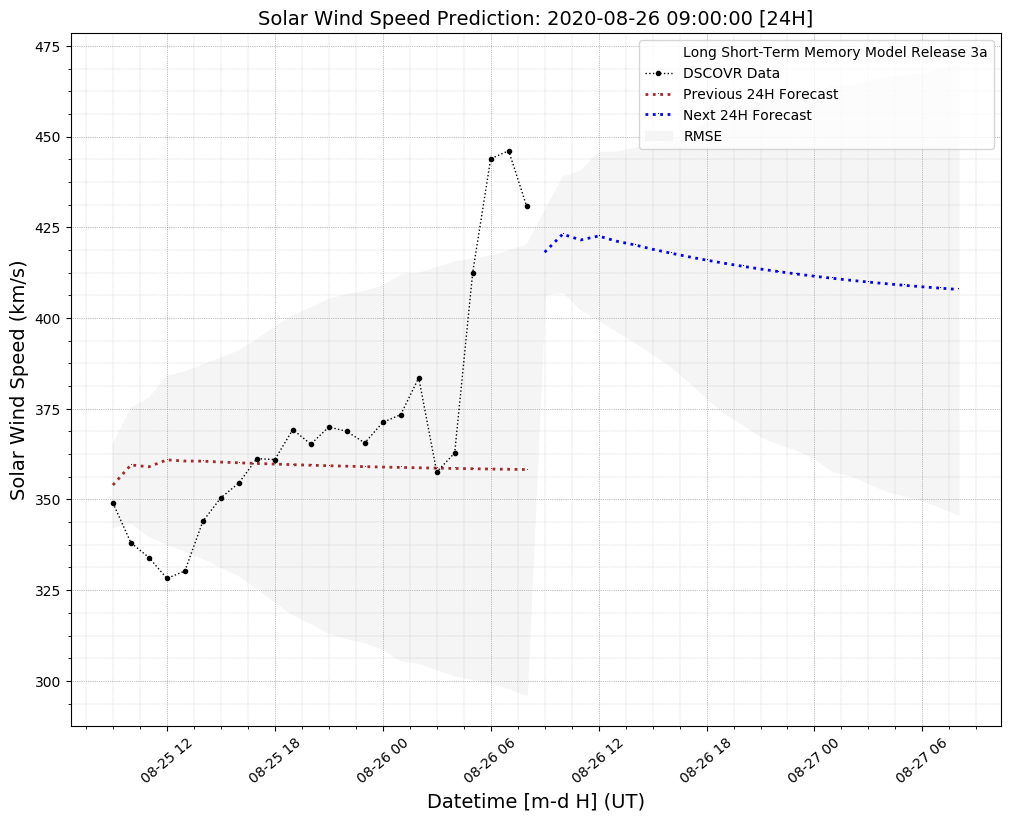 Solar Wind Speed Prediction: 2020-08-26 09:00:00 [24H]
Long Short-Term Memory Model Release 3a
DSCOVR Data
Previous 24H Forecast
Next 24H Forecast
RMSE
Solar Wind Speed (km/s)
475
450
425
400
375
350
325
300
08-25 12
08-25 18
08-26 00
08-26 06
08-26 12
08-26 18
08-27 00
08-27 06
Datetime [m-d H] (UT)